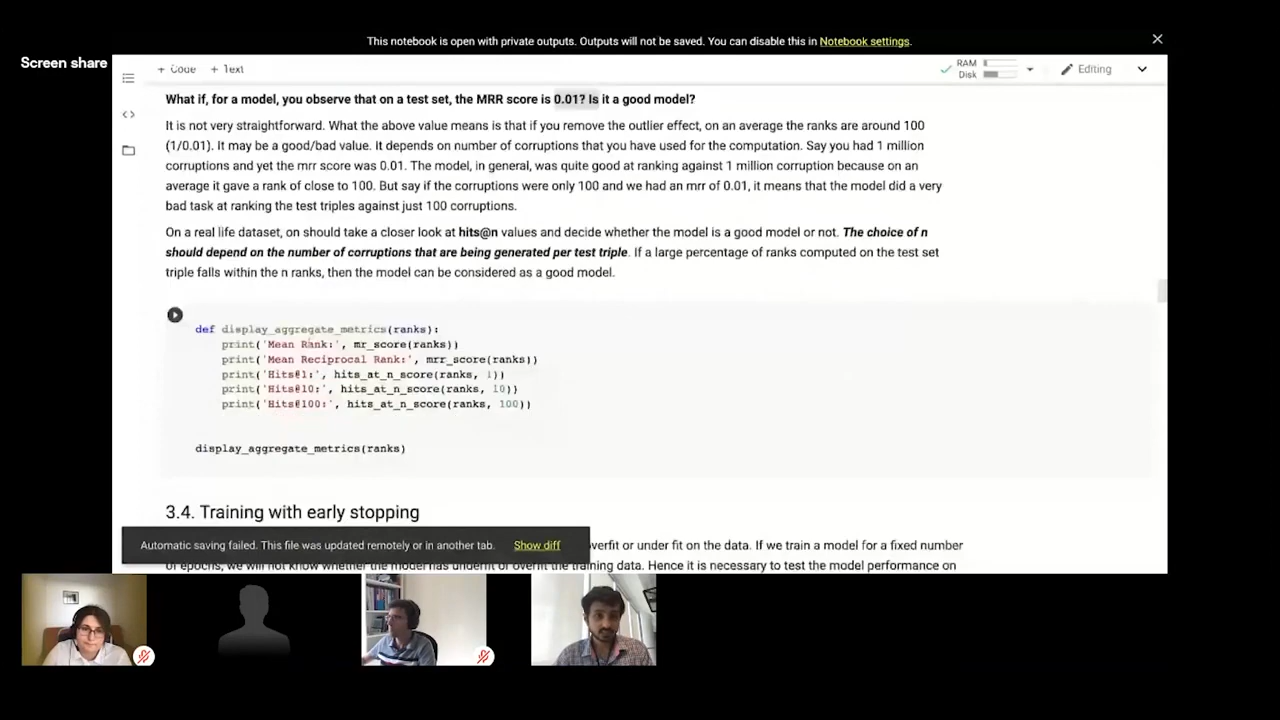 This notebook is open with private outputs. Outputs will not be saved. You can disable this in Notebook settings.
Screen share
+ Code + Text
RAM
Disk
Editing
What if, for a model, you observe that on a test set, the MRR score is 0.01? Is it a good model?
It is not very straightforward. What the above value means is that if you remove the outlier effect, on an average the ranks are around 100
(1/0.01). It may be a good/bad value. It depends on number of corruptions that you have used for the computation. Say you had 1 million
corruptions and yet the mrr score was 0.01. The model, in general, was quite good at ranking against 1 million corruption because on an
average it gave a rank of close to 100. But say if the corruptions were only 100 and we had an mrr of 0.01, it means that the model did a very
bad task at ranking the test triples against just 100 corruptions.
On a real life dataset, on should take a closer look at hits@n values and decide whether the model is a good model or not. The choice of n
should depend on the number of corruptions that are being generated per test triple. If a large percentage of ranks computed on the test set
triple falls within the n ranks, then the model can be considered as a good model.
def display_aggregate_metrics(ranks):
print('Mean Rank:', mr_score(ranks))
print('Mean Reciprocal Rank:', mrr_score(ranks))
print('Hits@1:', hits_at_n_score(ranks, 1))
print('Hits@10:', hits_at_n_score(ranks, 10))
print('Hits@100:', hits_at_n_score(ranks, 100))
display_aggregate_metrics(ranks)
3.4. Training with early stopping
Automatic saving failed. This file was updated remotely or in another tab. Show diff
overfit or under fit on the data. If we train a model for a fixed number
of epochs, we will not know whether the model has underfit or overfit the training data. Hence it is necessary to test the model performance on